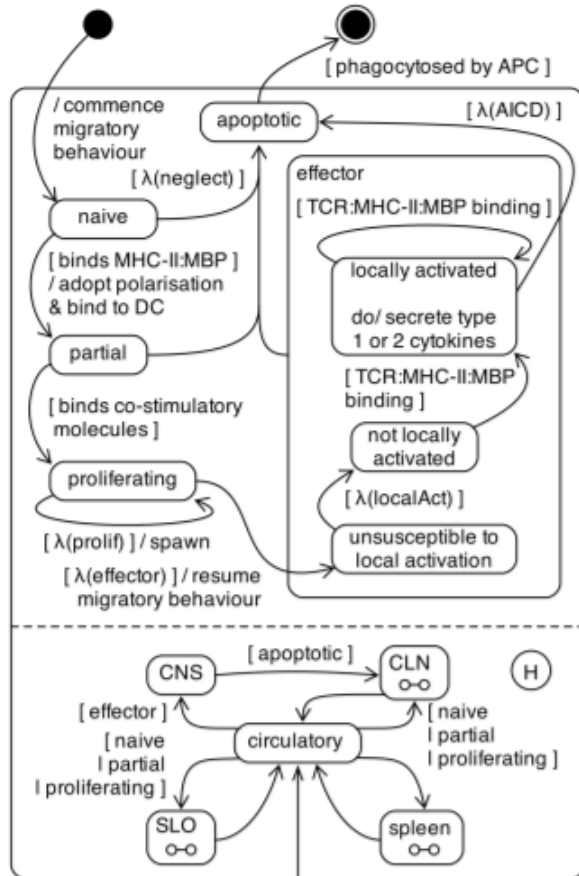 [ phagocytosed by APC ]
/ commence
migratory
behaviour
apoptotic
[ λ(AICD) ]
[ λ(neglect) ]
effector
naive
[ TCR:MHC-II:MBP binding ]
[ binds MHC-II:MBP ]
/ adopt polarisation
& bind to DC
locally activated
do/ secrete type
1 or 2 cytokines
partial
[ TCR:MHC-II:MBP
binding ]
[ binds co-stimulatory
molecules ]
not locally
activated
proliferating
[ λ(localAct) ]
[ λ(prolif) ] / spawn
unsusceptible to
local activation
[ λ(effector) ] / resume
migratory behaviour
[ apoptotic ]
CNS
CLN
H
[ effector ]
[ naive
| partial
| proliferating ]
circulatory
[ naive
| partial
| proliferating ]
SLO
spleen